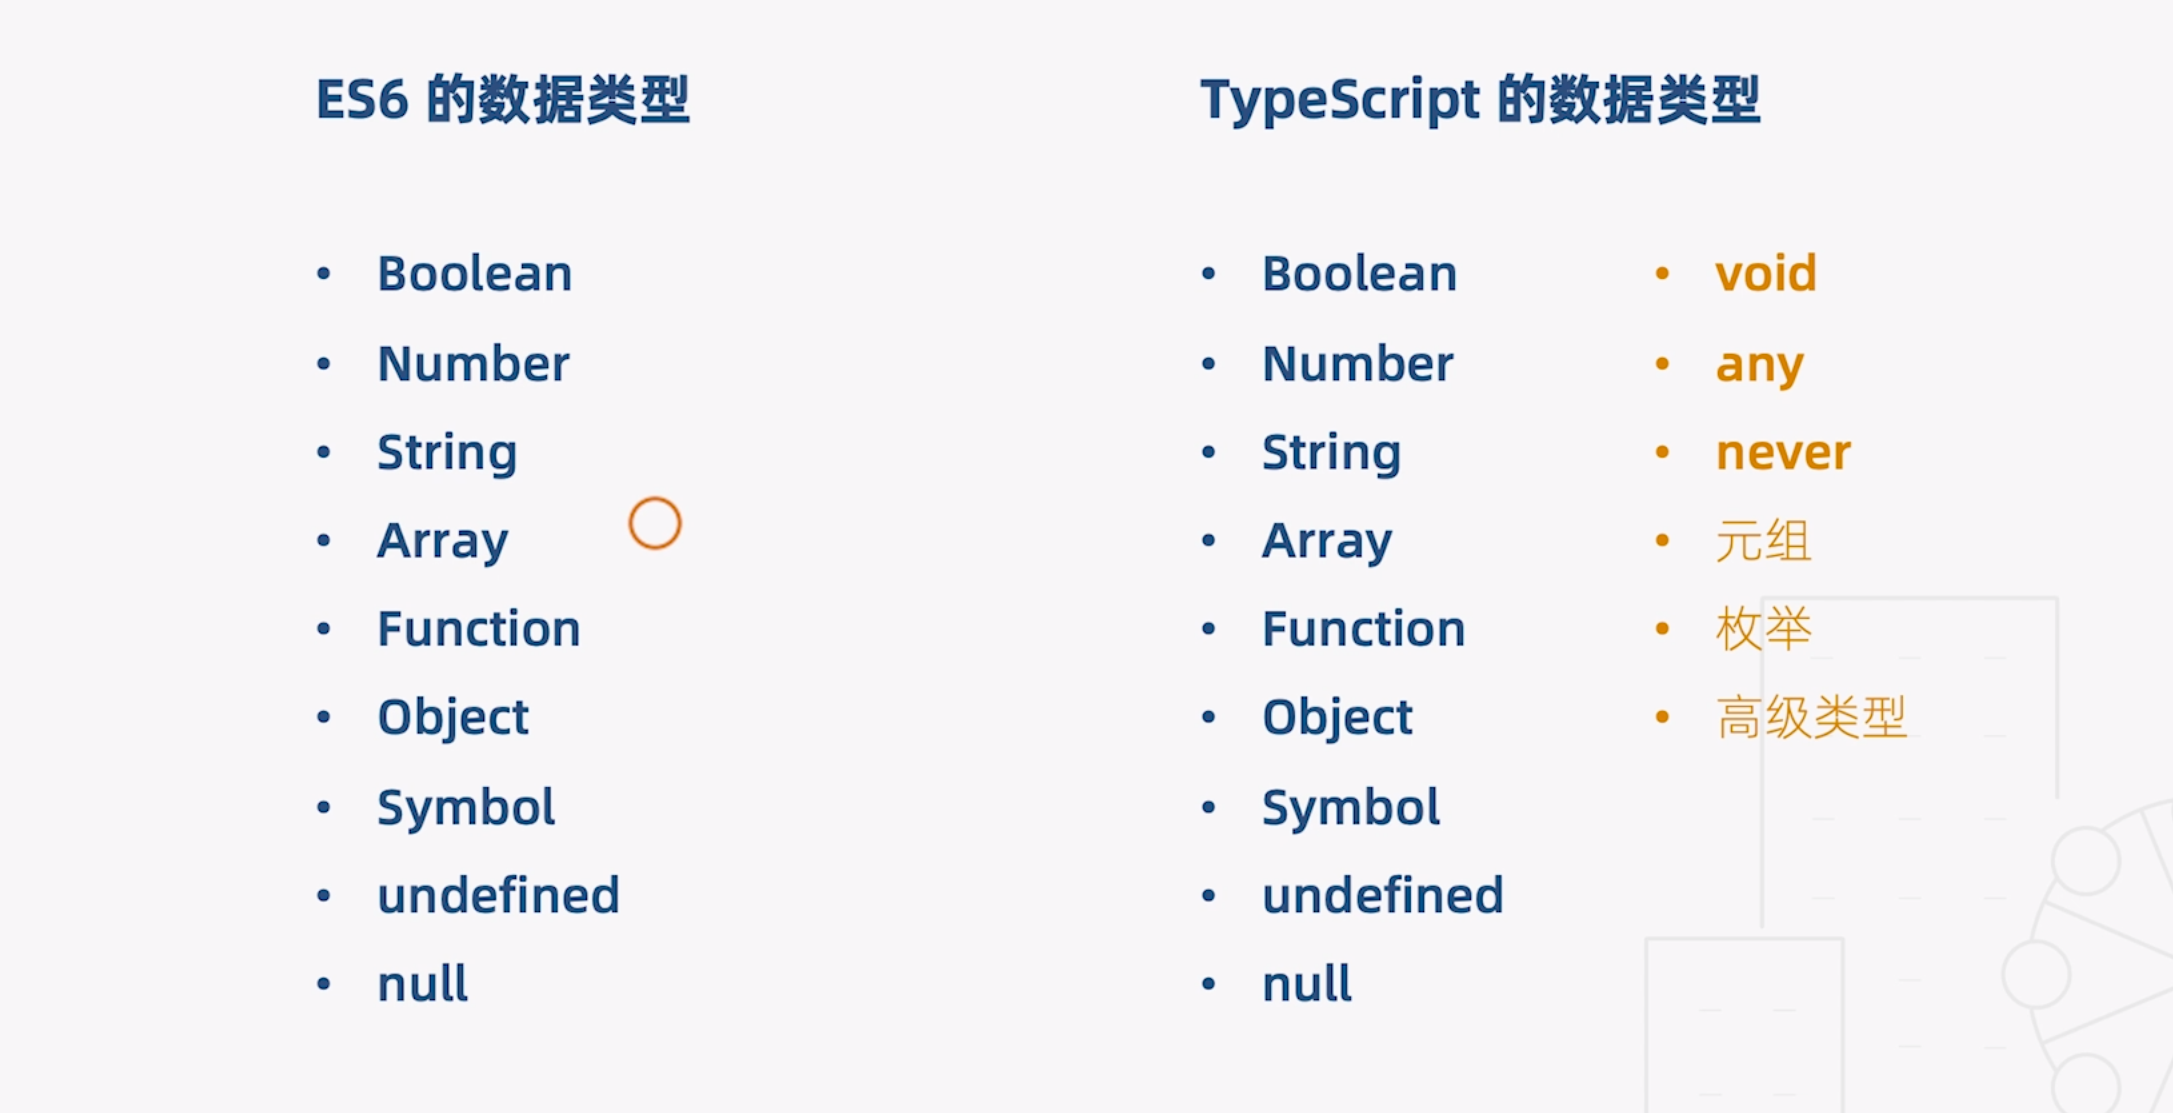 ES6 的数据类型
• Boolean
• Number
• String
• Array
• Function
• Object
• Symbol
• undefined
• null
TypeScript 的数据类型
• Boolean
• Number
• String
• Array
• Function
• Object
• Symbol
• undefined
• null
• void
• any
• never
• 元组
• 枚举
• 高级类型